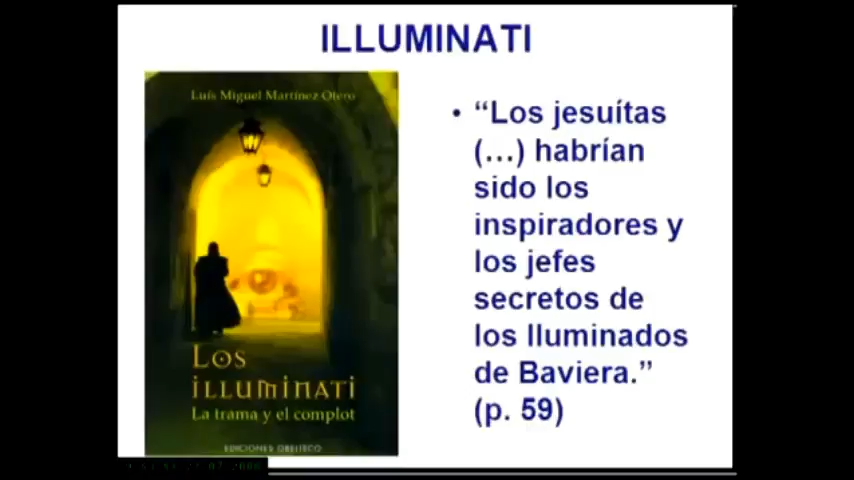 ILLUMINATI
Luís Miguel Martínez Otero
Los
illuminati
La trama y el complot
EDICIONES OBELISCO
• “Los jesuítas
(...) habrían
sido los
inspiradores y
los jefes
secretos de
los Iluminados
de Baviera.”
(p. 59)